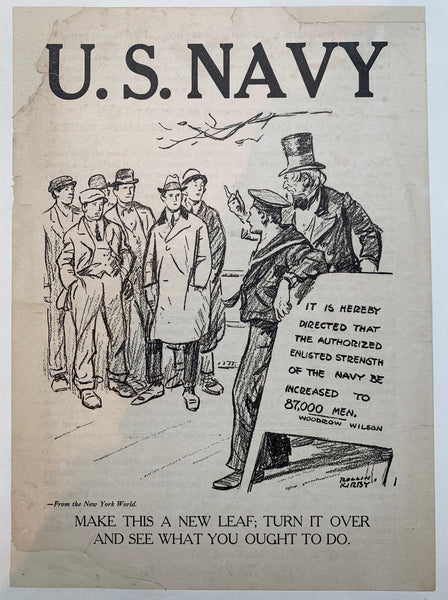 U.S. NAVY
IT IS HEREBY
DIRECTED THAT
THE AUTHORIZED
ENLISTED STRENGTH
OF THE NAVY BE
INCREASED TO
87,000 MEN.
WOODROW WILSON
ROLLIN
KIRBY
—From the New York World.
MAKE THIS A NEW LEAF; TURN IT OVER
AND SEE WHAT YOU OUGHT TO DO.